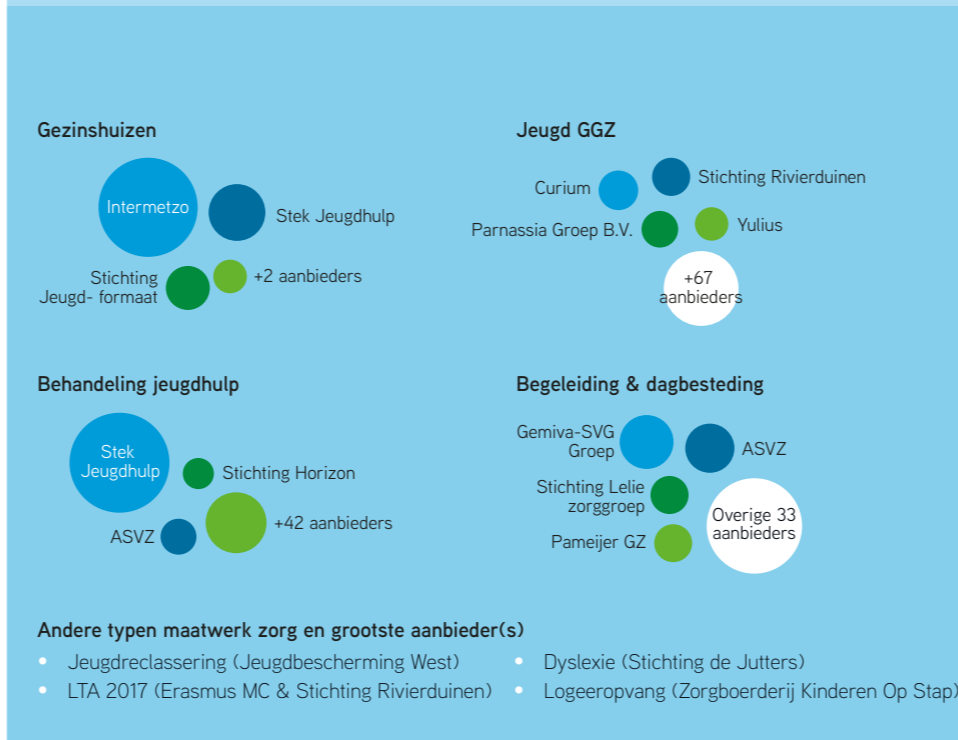 Gezinshuizen
Intermetzo
Stek Jeugdhulp
Stichting
Jeugd- formaat
+2 aanbieders
Jeugd GGZ
Curium
Stichting Rivierduinen
Parnassia Groep B.V.
Yulius
+67
aanbieders
Behandeling jeugdhulp
Stek
Jeugdhulp
Stichting Horizon
ASVZ
+42 aanbieders
Begeleiding & dagbesteding
Gemiva-SVG
Groep
ASVZ
Stichting Lelie
zorggroep
Pameijer GZ
Overige 33
aanbieders
Andere typen maatwerk zorg en grootste aanbieder(s)
• Jeugdreclassering (Jeugdbescherming West)
• LTA 2017 (Erasmus MC & Stichting Rivierduinen)
• Dyslexie (Stichting de Jutters)
• Logeeropvang (Zorgboerderij Kinderen Op Stap)